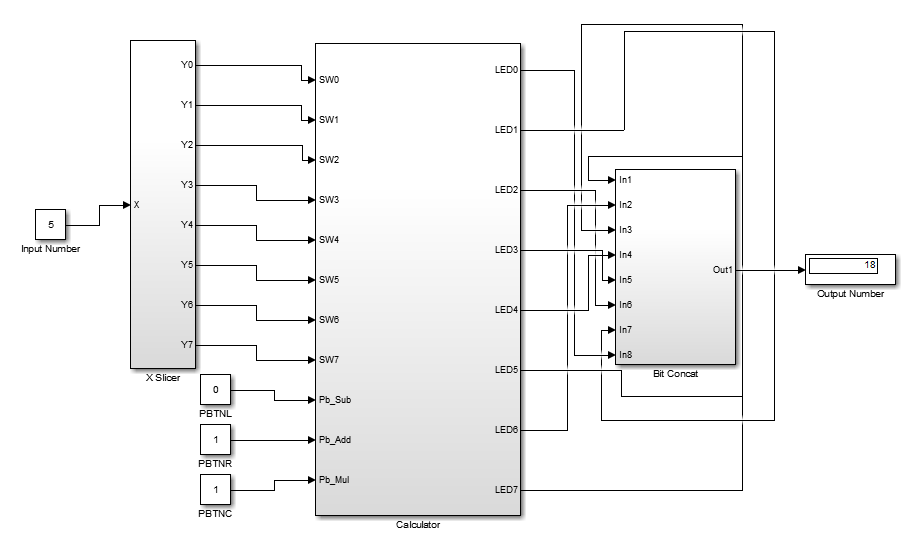 X
Y0
Y1
Y2
Y3
Y4
Y5
Y6
Y7
X Slicer
5
Input Number
0
PBTNL
1
PBTNR
1
PBTNC
SW0
SW1
SW2
SW3
SW4
SW5
SW6
SW7
Pb_Sub
Pb_Add
Pb_Mul
LED0
LED1
LED2
LED3
LED4
LED5
LED6
LED7
Calculator
In1
In2
In3
In4
In5
In6
In7
In8
Out1
Bit Concat
18
Output Number